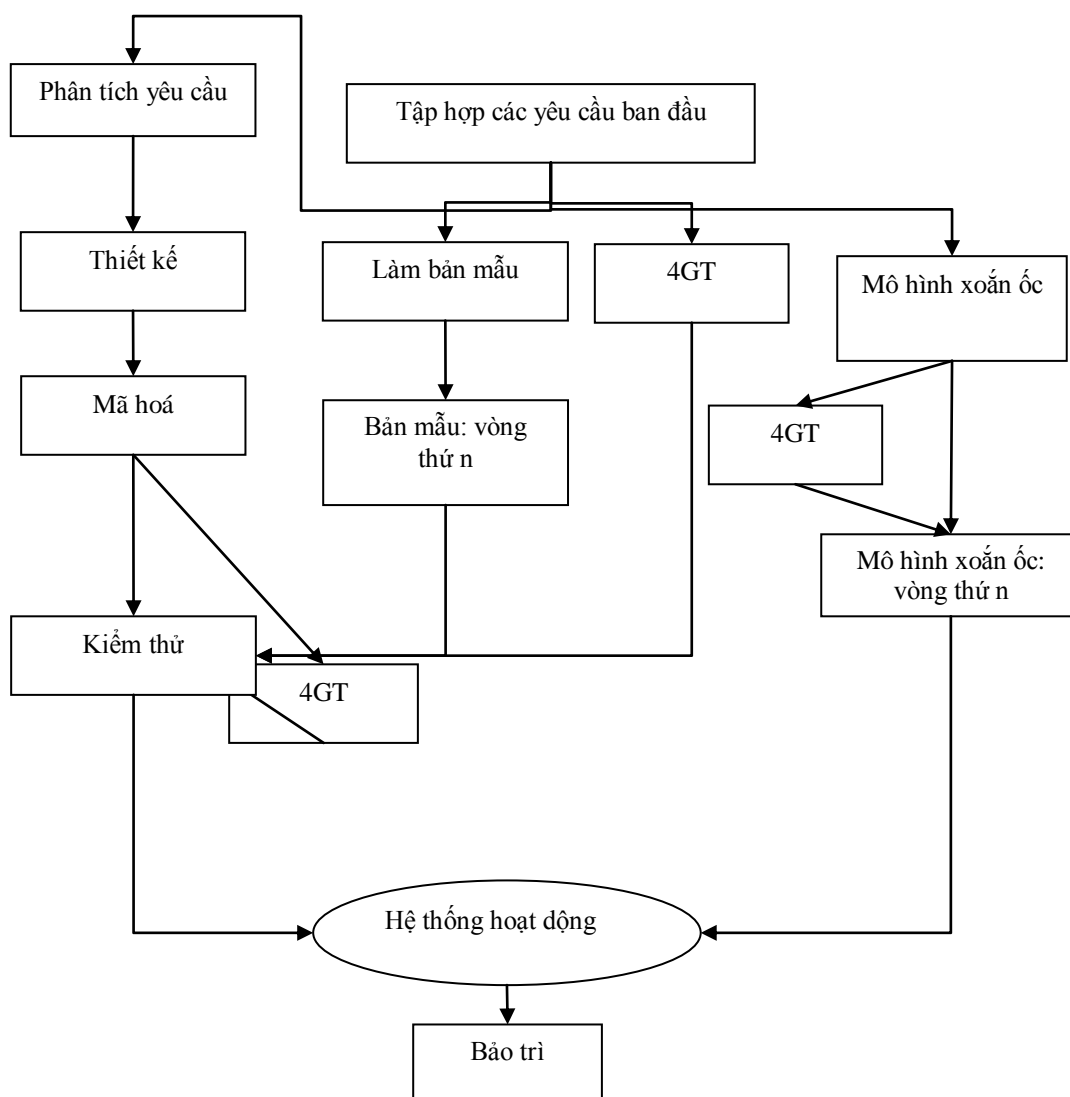 Phân tích yêu cầu
Tập hợp các yêu cầu ban đầu
Thiết kế
Làm bản mẫu
4GT
Mô hình xoắn ốc
Mã hoá
Bản mẫu: vòng
thứ n
4GT
Mô hình xoắn ốc:
vòng thứ n
Kiểm thử
4GT
Hệ thống hoạt dộng
Bảo trì